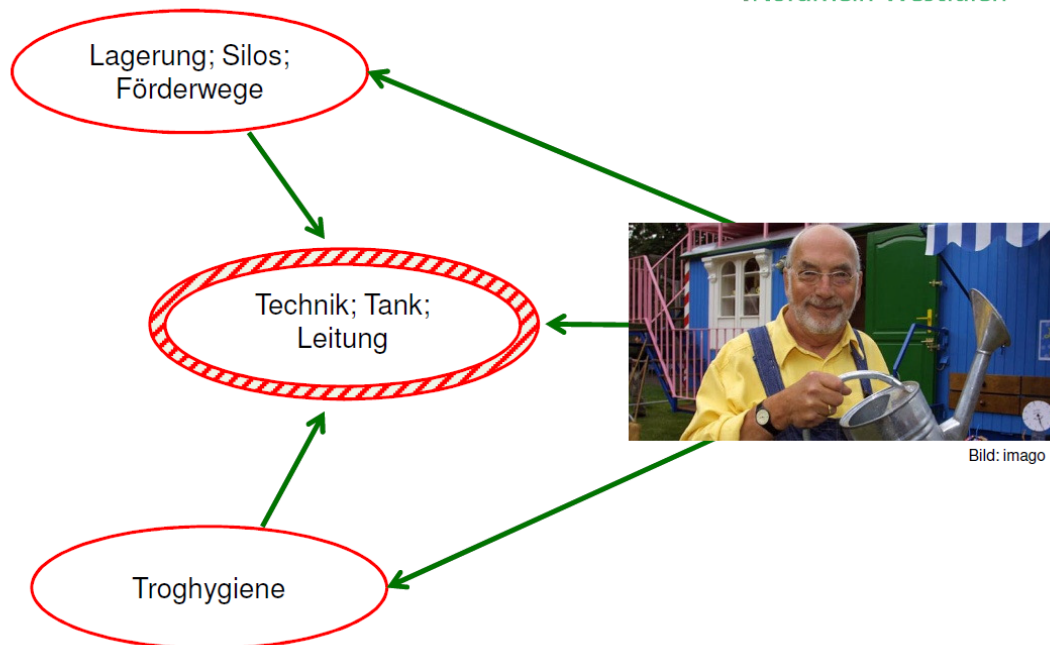 Lagerung; Silos;
Förderwege
Technik; Tank;
Leitung
Bild: imago
Troghygiene